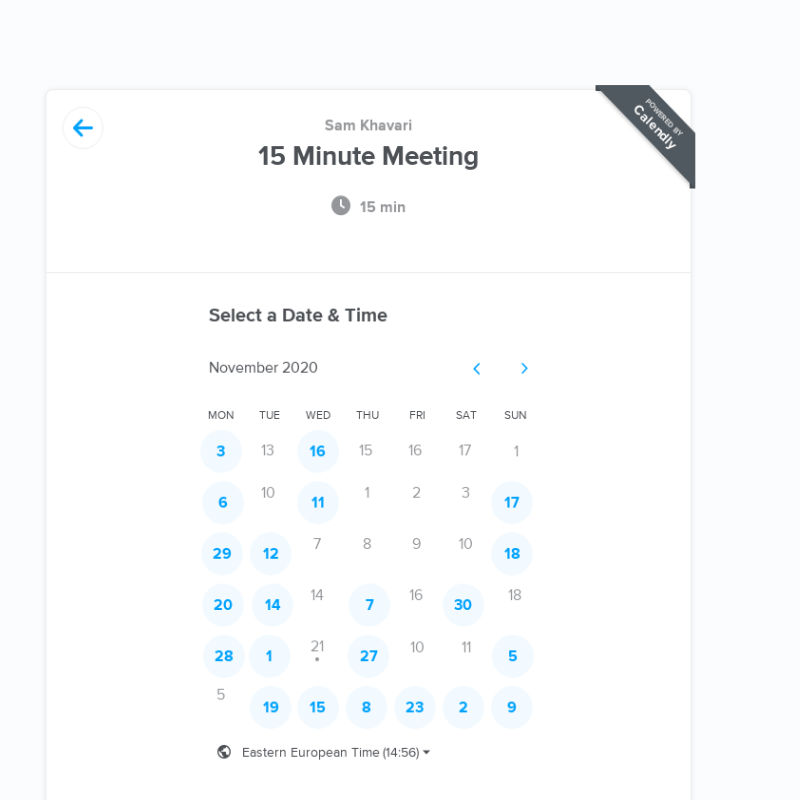 POWERED BY
Calendly
Sam Khavari
15 Minute Meeting
15 min
Select a Date & Time
November 2020
MON TUE WED THU FRI SAT SUN
3 13 16 15 16 17 1
6 10 11 1 2 3 17
29 12 7 8 9 10 18
20 14 14 7 16 30 18
28 1 21 27 10 11 5
5 19 15 8 23 2 9
Eastern European Time (14:56)